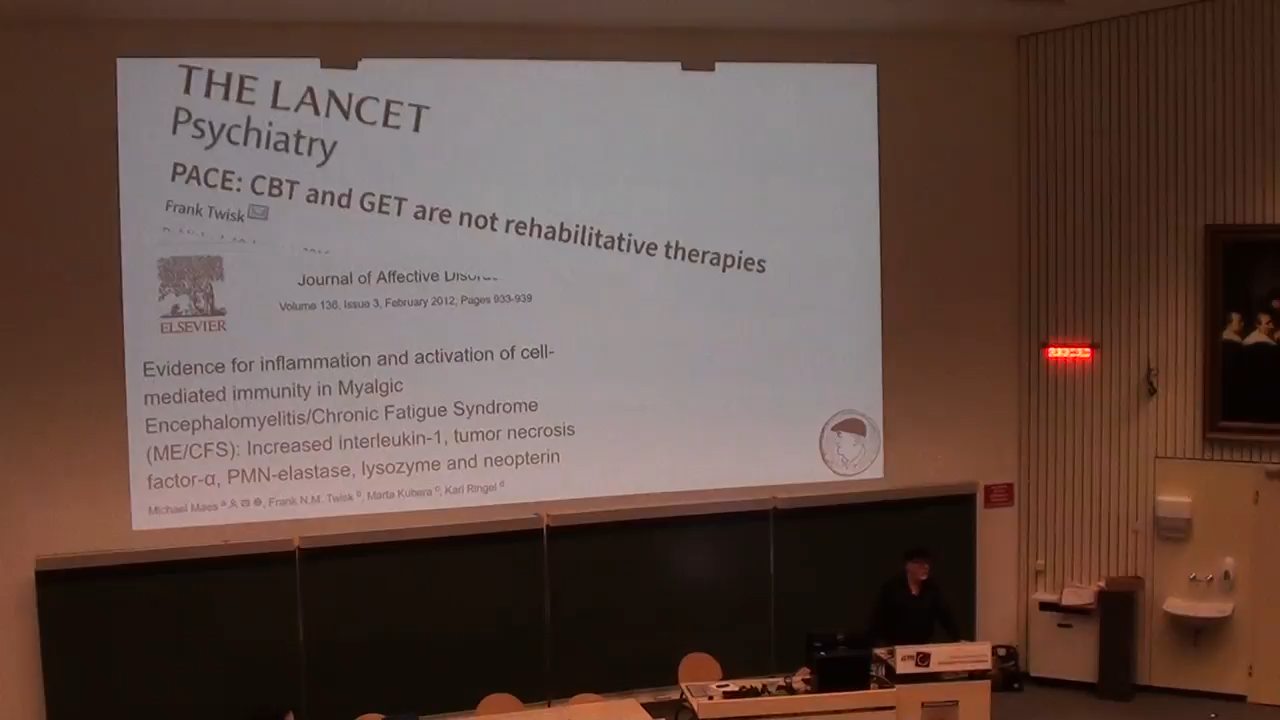 THE LANCET
Psychiatry
PACE: CBT and GET are not rehabilitative therapies
Frank Twisk
Journal of Affective
Volume 136, Issue 3, February 2012, Pages 933-939
ELSEVIER
Evidence for inflammation and activation of cell-
mediated immunity in Myalgic
Encephalomyelitis/Chronic Fatigue Syndrome
(ME/CFS): Increased interleukin-1, tumor necrosis
factor-α, PMN-elastase, lysozyme and neopterin
Michael Maes a, Frank N.M. Twisk b, Marta Kubera c, Karl Ringel d